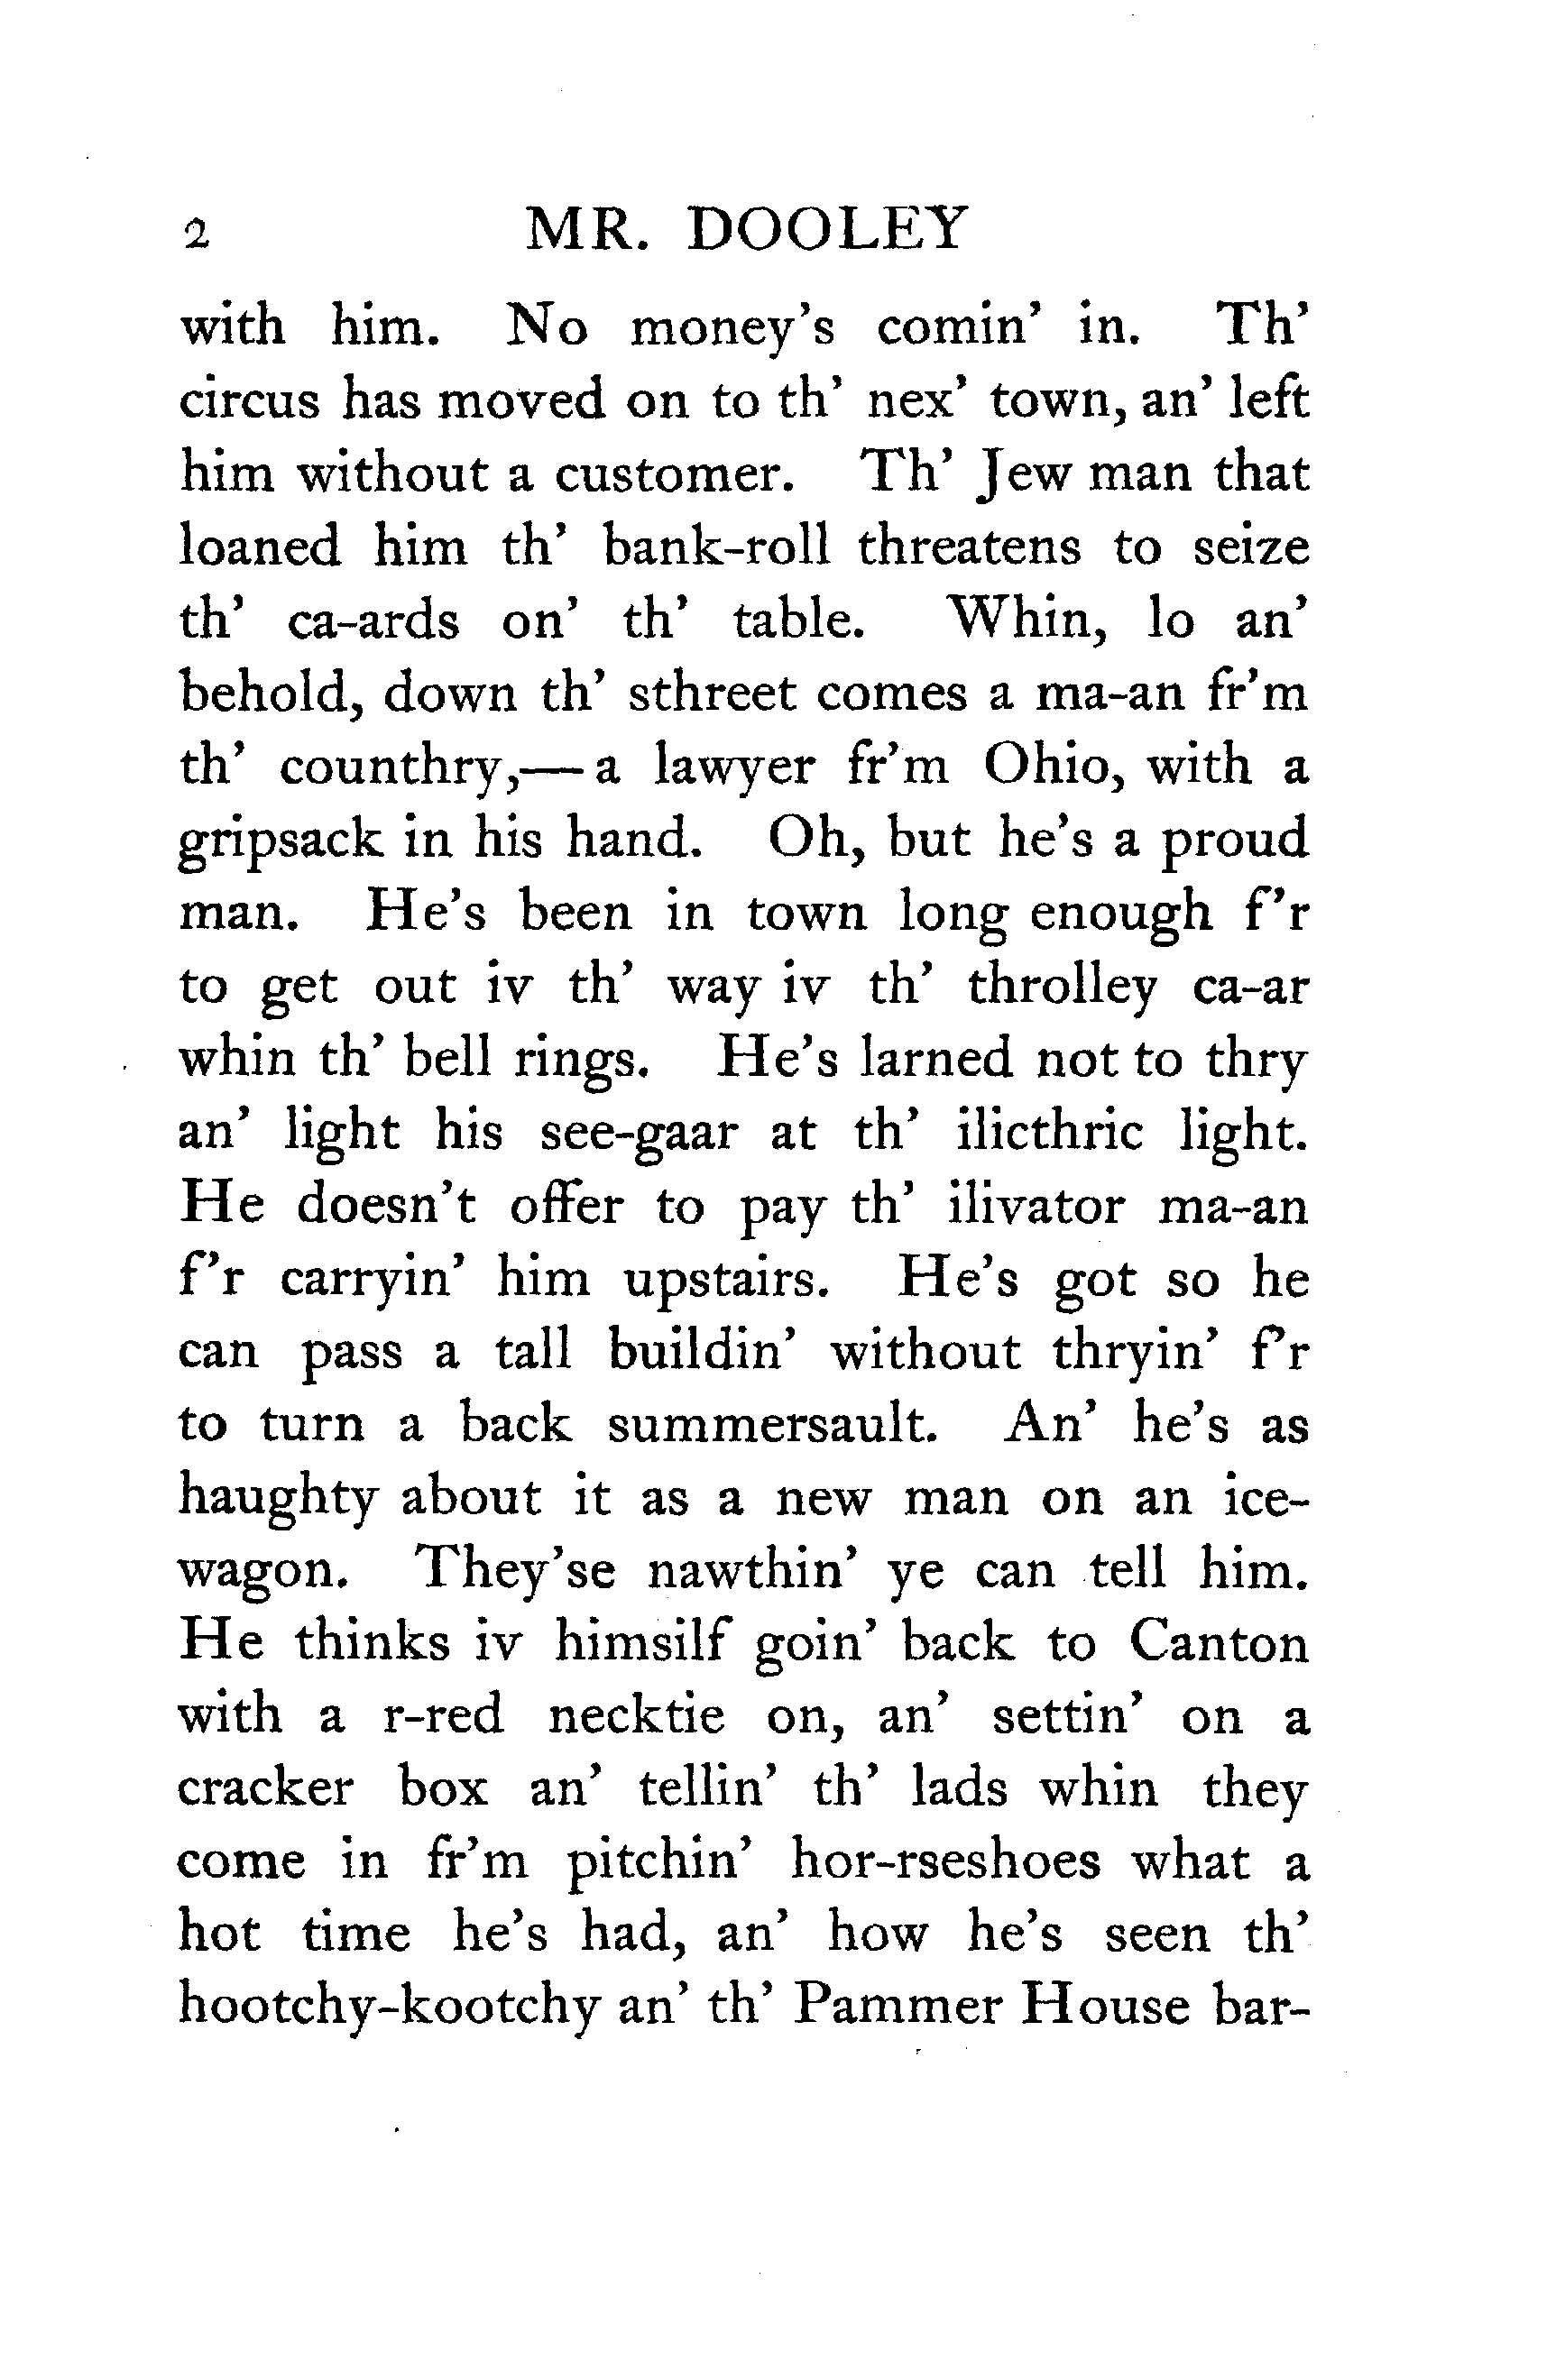 2 MR. DOOLEY
with him. No money's comin' in. Th'
circus has moved on to th' nex' town, an' left
him without a customer. Th' Jew man that
loaned him th' bank-roll threatens to seize
th' ca-ards on' th' table. Whin, lo an'
behold, down th' sthreet comes a ma-an fr'm
th' counthry,— a lawyer fr'm Ohio, with a
gripsack in his hand. Oh, but he's a proud
man. He's been in town long enough f'r
to get out iv th' way iv th' throlley ca-ar
whin th' bell rings. He's larned not to thry
an' light his see-gaar at th' ilicthric light.
He doesn't offer to pay th' ilivator ma-an
f'r carryin' him upstairs. He's got so he
can pass a tall buildin' without thryin' f'r
to turn a back summersault. An' he's as
haughty about it as a new man on an ice-
wagon. They'se nawthin' ye can tell him.
He thinks iv himsilf goin' back to Canton
with a r-red necktie on, an' settin' on a
cracker box an' tellin' th' lads whin they
come in fr'm pitchin' hor-rseshoes what a
hot time he's had, an' how he's seen th'
hootchy-kootchy an' th' Pammer House bar-